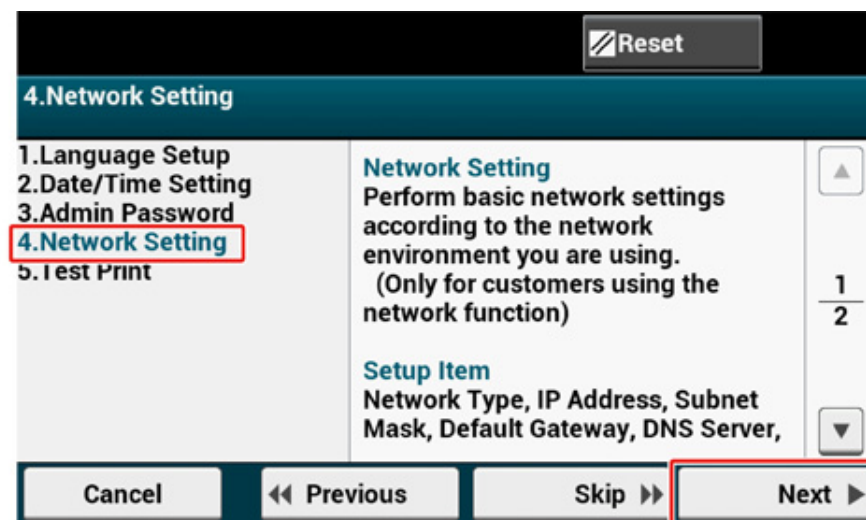 Reset
4.Network Setting
1.Language Setup
2.Date/Time Setting
3.Admin Password
4.Network Setting
5.Test Print
Network Setting
Perform basic network settings
according to the network
environment you are using.
(Only for customers using the
network function)
Setup Item
Network Type, IP Address, Subnet
Mask, Default Gateway, DNS Server,
1
2
Cancel
Previous
Skip
Next